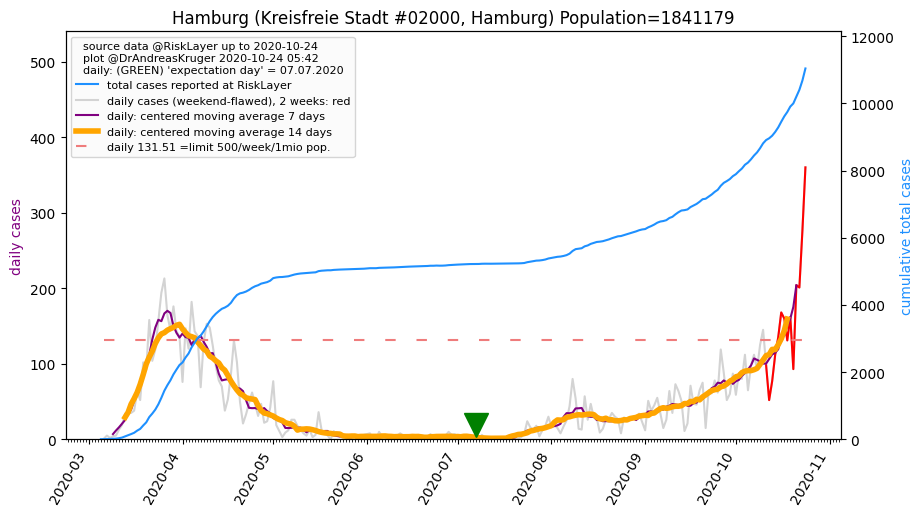 Hamburg (Kreisfreie Stadt #02000, Hamburg) Population=1841179
source data @RiskLayer up to 2020-10-24
plot @DrAndreasKruger 2020-10-24 05:42
daily: (GREEN) 'expectation day' = 07.07.2020
total cases reported at RiskLayer
daily cases (weekend-flawed), 2 weeks: red
daily: centered moving average 7 days
daily: centered moving average 14 days
daily 131.51 =limit 500/week/1mio pop.
daily cases
500
400
300
200
100
0
cumulative total cases
12000
10000
8000
6000
4000
2000
0
2020-03
2020-04
2020-05
2020-06
2020-07
2020-08
2020-09
2020-10
2020-11